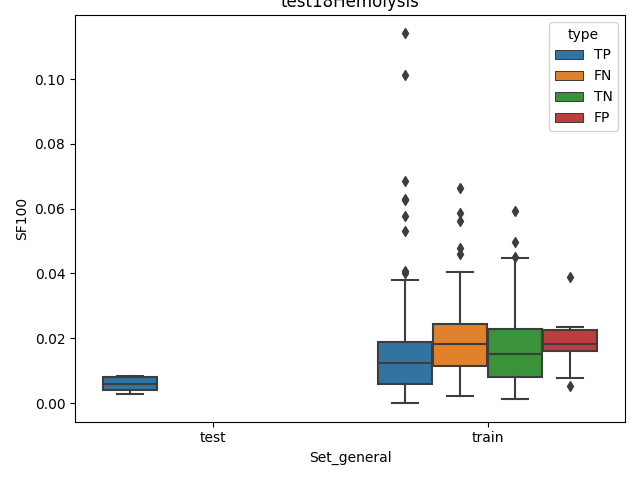 test18Hemolysis
type
TP
FN
TN
FP
SF100
0.10
0.08
0.06
0.04
0.02
0.00
test
train
Set_general